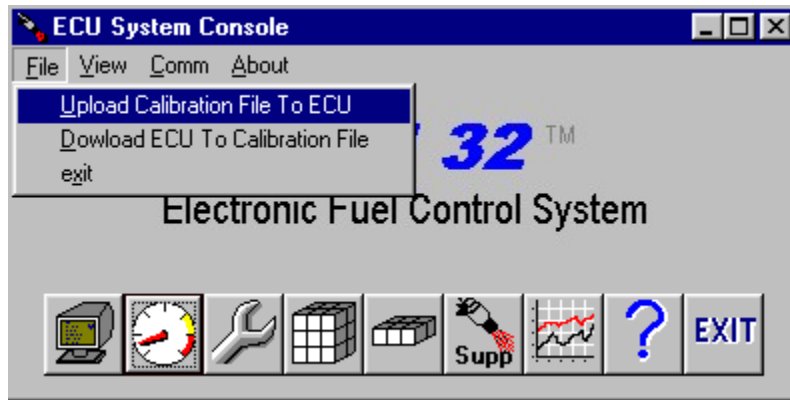 ECU System Console
File View Comm About
Upload Calibration File To ECU
Dowload ECU To Calibration File
exit
32 TM
Electronic Fuel Control System
Supp
EXIT